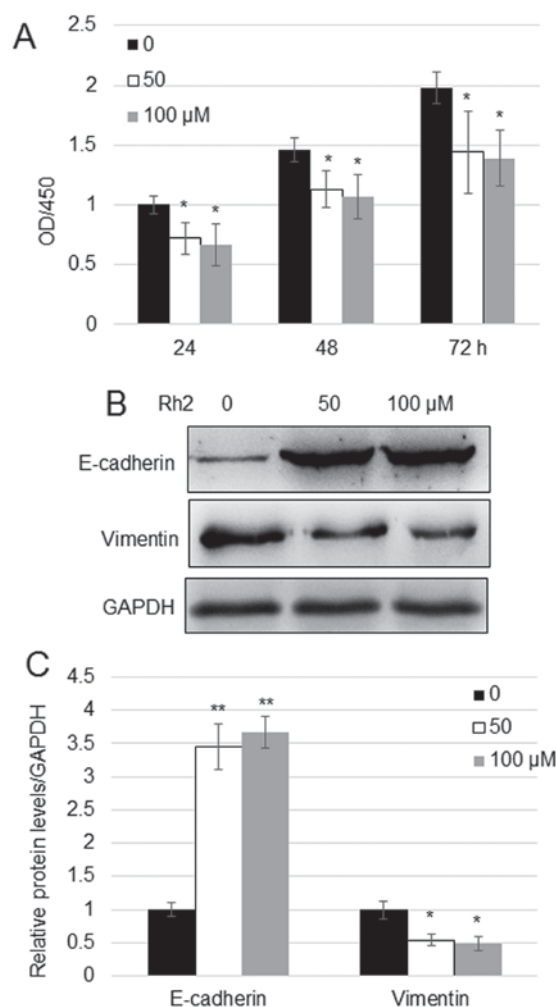 A
2.5
2
1.5
1
0.5
0
OD/450
0
50
100 µM
*
*
*
*
*
*
24
48
72 h
B
Rh2 0 50 100 µM
E-cadherin
Vimentin
GAPDH
C
4.5
4
3.5
3
2.5
2
1.5
1
0.5
0
Relative protein levels/GAPDH
0
50
100 µM
**
**
*
*
E-cadherin
Vimentin